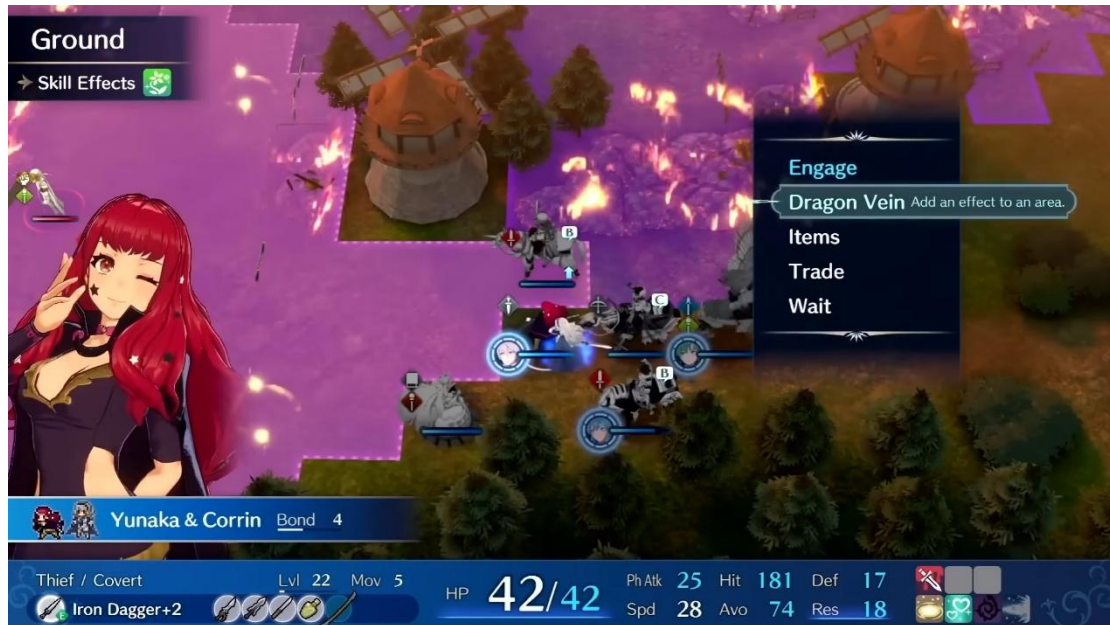 Ground
Skill Effects
Engage
Dragon Vein Add an effect to an area.
Items
Trade
Wait
B
C
B
Yunaka & Corrin Bond 4
Thief / Covert Lvl 22 Mov 5
Iron Dagger+2
E
HP 42/42
Ph Atk 25 Hit 181 Def 17
Spd 28 Avo 74 Res 18